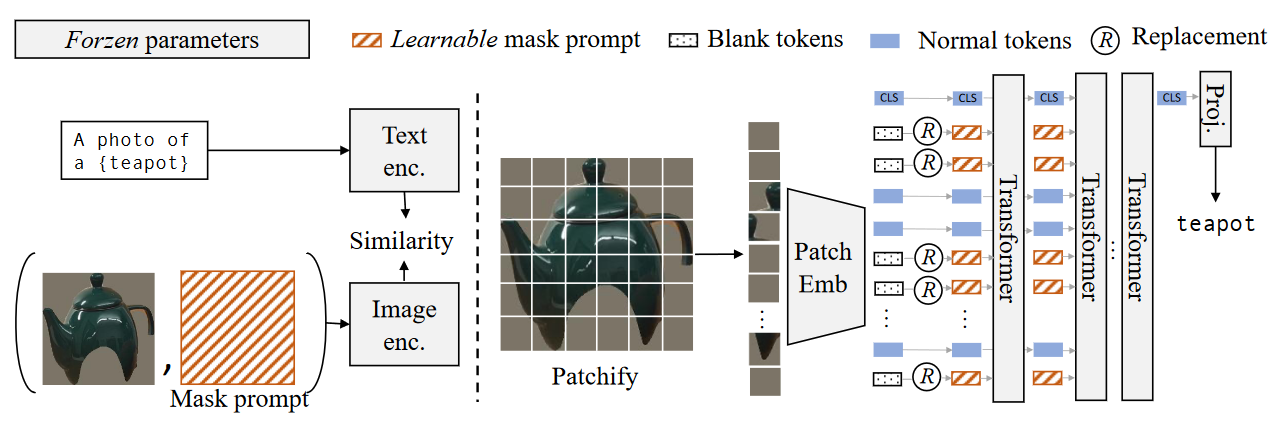 Forzen parameters
Learnable mask prompt
Blank tokens
Normal tokens
R Replacement
A photo of
a {teapot}
Text
enc.
Similarity
Image
enc.
,
Mask prompt
Patchify
Patch
Emb
CLS CLS CLS CLS
R
R
R
R
R
Transformer
Transformer
...
Transformer
Proj.
teapot